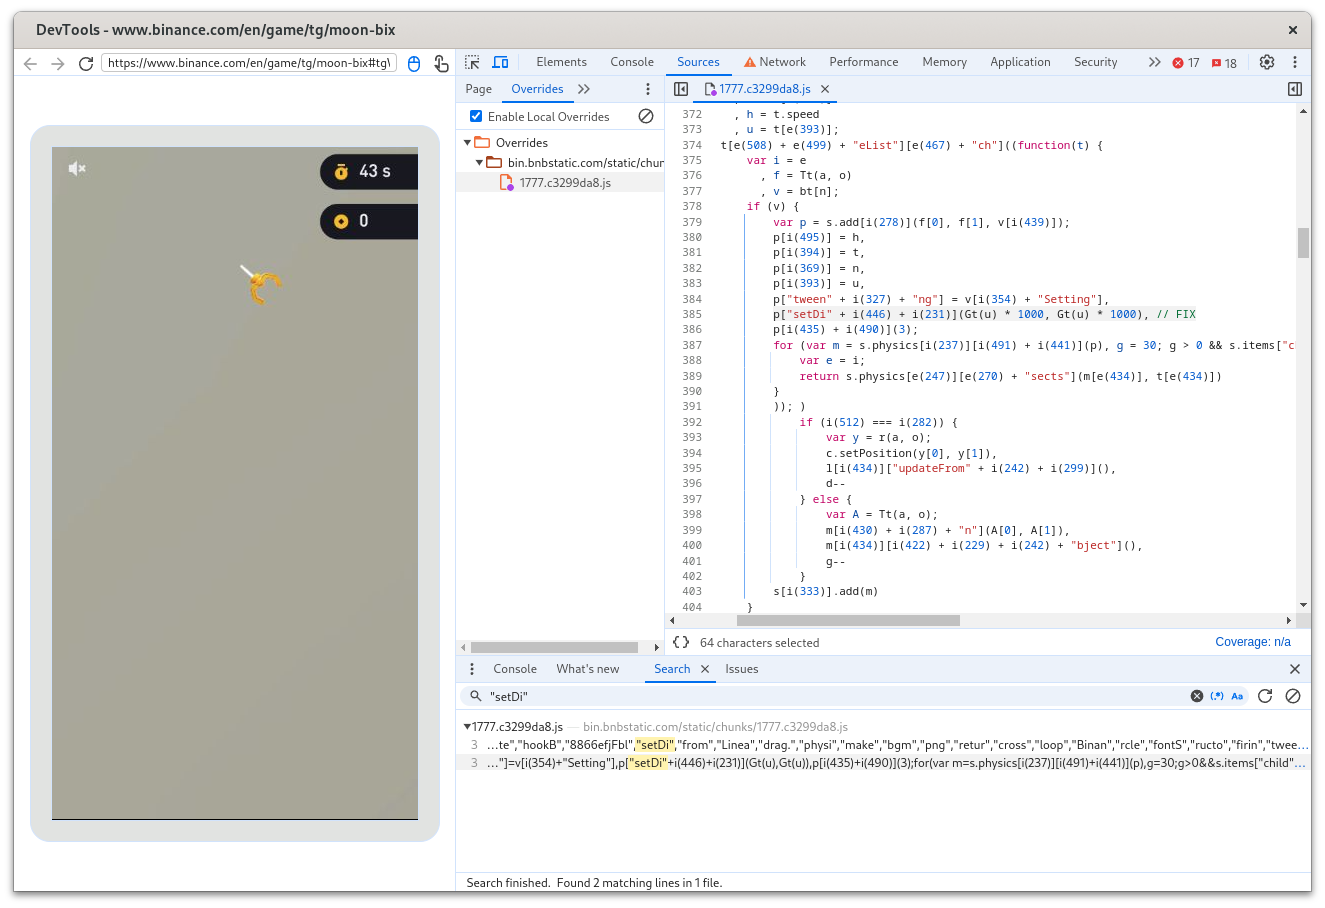 DevTools - www.binance.com/en/game/tg/moon-bix
https://www.binance.com/en/game/tg/moon-bix#tg\
Elements Console Sources Network Performance Memory Application Security 17 18
Page Overrides
1777.c3299da8.js
Enable Local Overrides
Overrides
bin.bnbstatic.com/static/chur
1777.c3299da8.js
43 s
0
372 , h = t.speed
373 , u = t[e(393)];
374 t[e(508) + e(499) + "eList"][e(467) + "ch"]((function(t) {
375 var i = e
376 , f = Tt(a, o)
377 , v = bt[n];
378 if (v) {
379 var p = s.add[i(278)](f[0], f[1], v[i(439)]);
380 p[i(495)] = h,
381 p[i(394)] = t,
382 p[i(369)] = n,
383 p[i(393)] = u,
384 p["tween" + i(327) + "ng"] = v[i(354) + "Setting"],
385 p["setDi" + i(446) + i(231)](Gt(u) * 1000, Gt(u) * 1000), // FIX
386 p[i(435) + i(490)](3);
387 for (var m = s.physics[i(237)][i(491) + i(441)](p), g = 30; g > 0 && s.items["c
388 var e = i;
389 return s.physics[e(247)][e(270) + "sects"](m[e(434)], t[e(434)])
390 }
391 )); )
392 if (i(512) === i(282)) {
393 var y = r(a, o);
394 c.setPosition(y[0], y[1]),
395 l[i(434)]["updateFrom" + i(242) + i(299)](),
396 d--
397 } else {
398 var A = Tt(a, o);
399 m[i(430) + i(287) + "n"](A[0], A[1]),
400 m[i(434)][i(422) + i(229) + i(242) + "bject"](),
401 g--
402 }
403 s[i(333)].add(m)
404 }
{} 64 characters selected
Coverage: n/a
Console What's new Search Issues
"setDi"
(.*) Aa
1777.c3299da8.js — bin.bnbstatic.com/static/chunks/1777.c3299da8.js
3 …te","hookB","8866efjFbl","setDi","from","Linea","drag.","physi","make","bgm","png","retur","cross","loop","Binan","rcle","fontS","ructo","firin","twee…
3 …"]=v[i(354)+"Setting"],p["setDi"+i(446)+i(231)](Gt(u),Gt(u)),p[i(435)+i(490)](3);for(var m=s.physics[i(237)][i(491)+i(441)](p),g=30;g>0&&s.items["child"…
Search finished. Found 2 matching lines in 1 file.